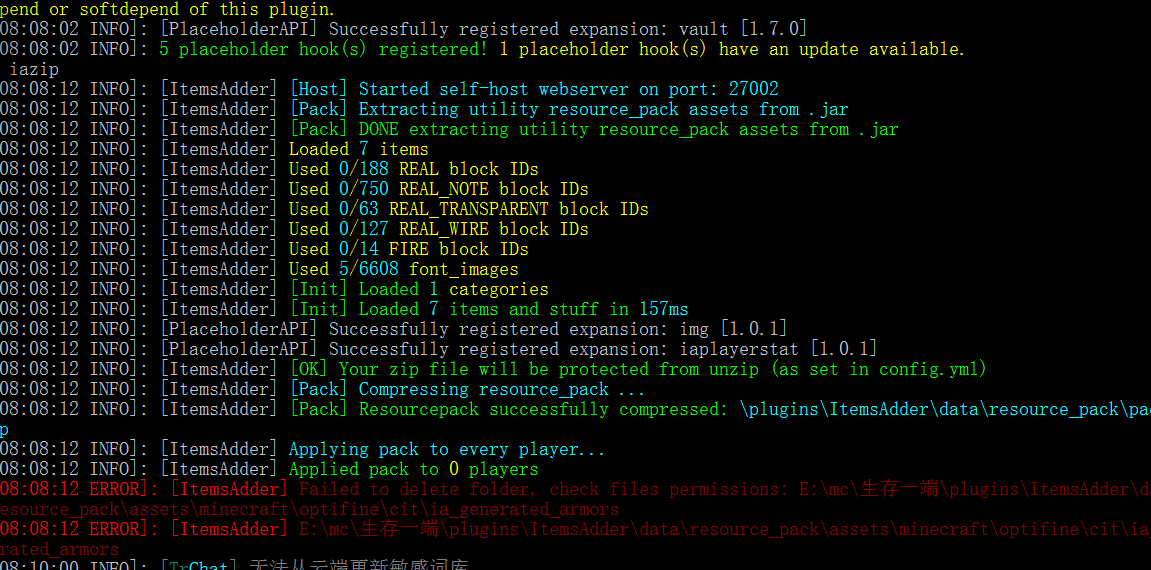 pend or softdepend of this plugin.
08:08:02 INFO]: [PlaceholderAPI] Successfully registered expansion: vault [1.7.0]
08:08:02 INFO]: 5 placeholder hook(s) registered! 1 placeholder hook(s) have an update available.
iazip
08:08:12 INFO]: [ItemsAdder] [Host] Started self-host webserver on port: 27002
08:08:12 INFO]: [ItemsAdder] [Pack] Extracting utility resource_pack assets from .jar
08:08:12 INFO]: [ItemsAdder] [Pack] DONE extracting utility resource_pack assets from .jar
08:08:12 INFO]: [ItemsAdder] Loaded 7 items
08:08:12 INFO]: [ItemsAdder] Used 0/188 REAL block IDs
08:08:12 INFO]: [ItemsAdder] Used 0/750 REAL_NOTE block IDs
08:08:12 INFO]: [ItemsAdder] Used 0/63 REAL_TRANSPARENT block IDs
08:08:12 INFO]: [ItemsAdder] Used 0/127 REAL_WIRE block IDs
08:08:12 INFO]: [ItemsAdder] Used 0/14 FIRE block IDs
08:08:12 INFO]: [ItemsAdder] Used 5/6608 font_images
08:08:12 INFO]: [ItemsAdder] [Init] Loaded 1 categories
08:08:12 INFO]: [ItemsAdder] [Init] Loaded 7 items and stuff in 157ms
08:08:12 INFO]: [PlaceholderAPI] Successfully registered expansion: img [1.0.1]
08:08:12 INFO]: [PlaceholderAPI] Successfully registered expansion: iaplayerstat [1.0.1]
08:08:12 INFO]: [ItemsAdder] [OK] Your zip file will be protected from unzip (as set in config.yml)
08:08:12 INFO]: [ItemsAdder] [Pack] Compressing resource_pack ...
08:08:12 INFO]: [ItemsAdder] [Pack] Resourcepack successfully compressed: \plugins\ItemsAdder\data\resource_pack\pac
p
08:08:12 INFO]: [ItemsAdder] Applying pack to every player...
08:08:12 INFO]: [ItemsAdder] Applied pack to 0 players
08:08:12 ERROR]: [ItemsAdder] Failed to delete folder, check files permissions: E:\mc\生存一端\plugins\ItemsAdder\da
esource_pack\assets\minecraft\optifine\cit\ia_generated_armors
08:08:12 ERROR]: [ItemsAdder] E:\mc\生存一端\plugins\ItemsAdder\data\resource_pack\assets\minecraft\optifine\cit\ia
rated_armors
08:10:00 INFO]: [TrChat] 无法从云端更新敏感词库